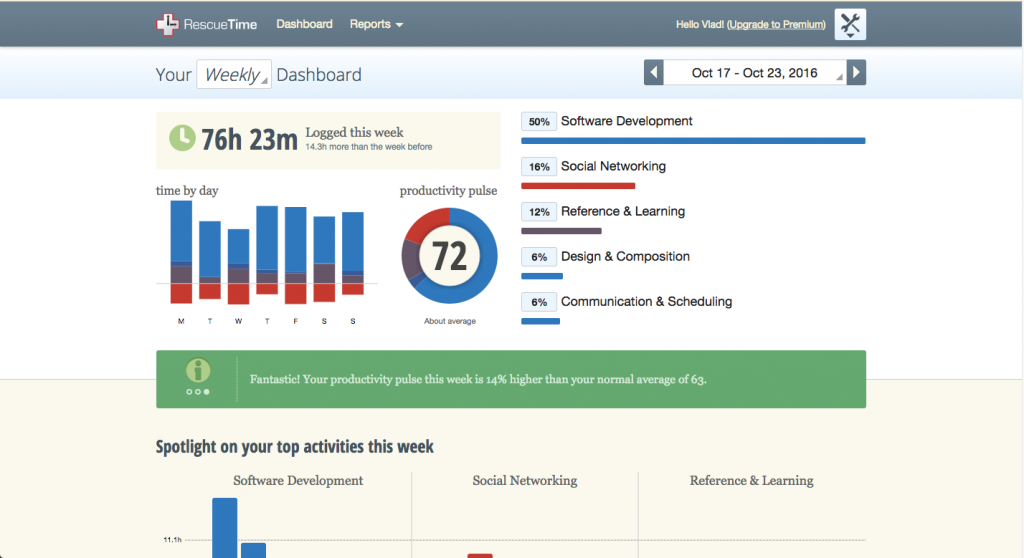 RescueTime Dashboard Reports Hello Vlad! (Upgrade to Premium)
Your Weekly Dashboard Oct 17 - Oct 23, 2016
76h 23m Logged this week
14.3h more than the week before
50% Software Development
16% Social Networking
12% Reference & Learning
6% Design & Composition
6% Communication & Scheduling
time by day
M T W T F S S
productivity pulse
72
About average
Fantastic! Your productivity pulse this week is 14% higher than your normal average of 63.
Spotlight on your top activities this week
Software Development Social Networking Reference & Learning
11.1h